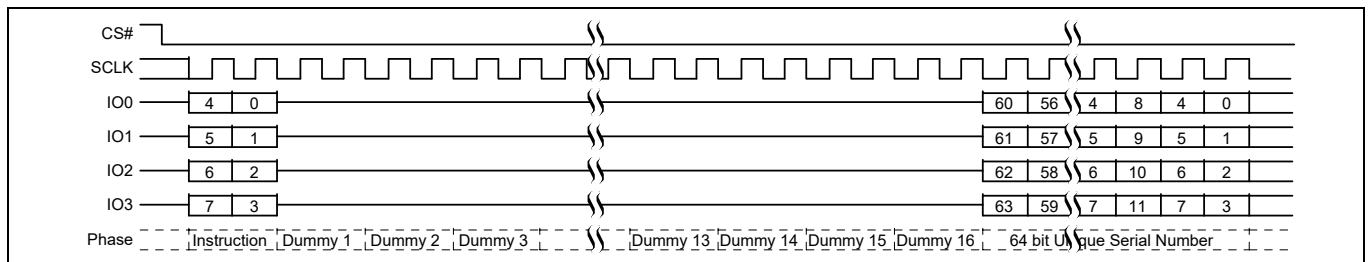 CS#
SCLK
IO0 4 0 60 56 4 8 4 0
IO1 5 1 61 57 5 9 5 1
IO2 6 2 62 58 6 10 6 2
IO3 7 3 63 59 7 11 7 3
Phase Instruction Dummy 1 Dummy 2 Dummy 3 Dummy 13 Dummy 14 Dummy 15 Dummy 16 64 bit Unique Serial Number